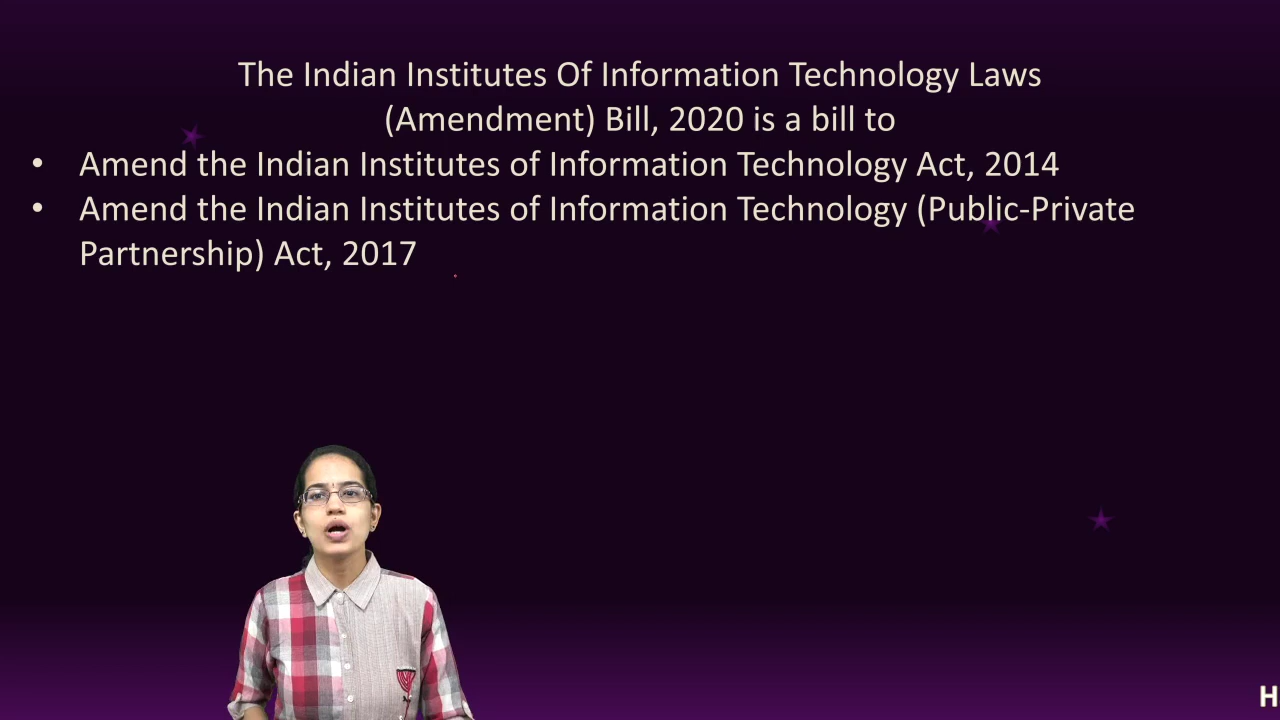 The Indian Institutes Of Information Technology Laws
(Amendment) Bill, 2020 is a bill to
• Amend the Indian Institutes of Information Technology Act, 2014
• Amend the Indian Institutes of Information Technology (Public-Private
Partnership) Act, 2017
H